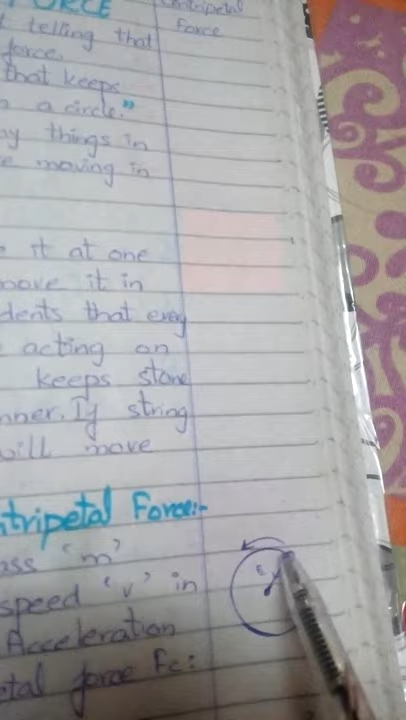 FORCE
Centripetal
Force
telling that
force.
that keeps
a circle."
things in
moving in
it at one
move it in
dents that every
acting on
keeps stone
nner. If string
will move
ntripetal Force:-
ass 'm'
speed 'v' in
Acceleration
etal force Fc: